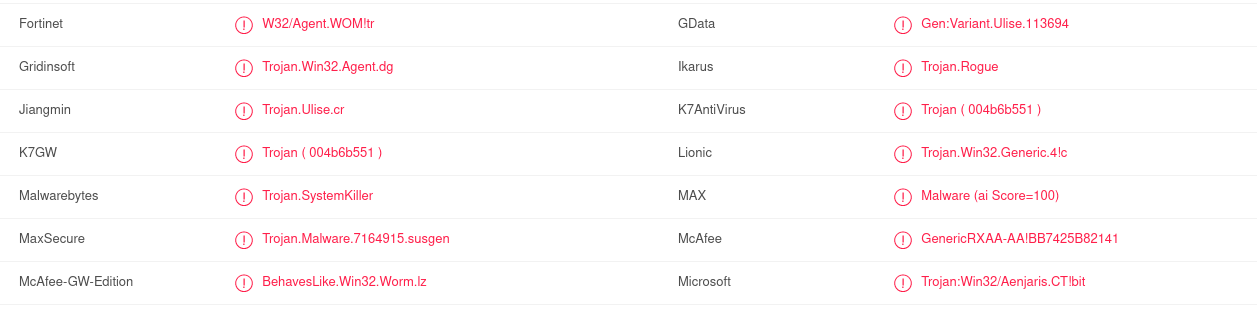 Fortinet W32/Agent.WOM!tr GData Gen:Variant.Ulise.113694
Gridinsoft Trojan.Win32.Agent.dg Ikarus Trojan.Rogue
Jiangmin Trojan.Ulise.cr K7AntiVirus Trojan ( 004b6b551 )
K7GW Trojan ( 004b6b551 ) Lionic Trojan.Win32.Generic.4!c
Malwarebytes Trojan.SystemKiller MAX Malware (ai Score=100)
MaxSecure Trojan.Malware.7164915.susgen McAfee GenericRXAA-AA!BB7425B82141
McAfee-GW-Edition BehavesLike.Win32.Worm.lz Microsoft Trojan:Win32/Aenjaris.CT!bit